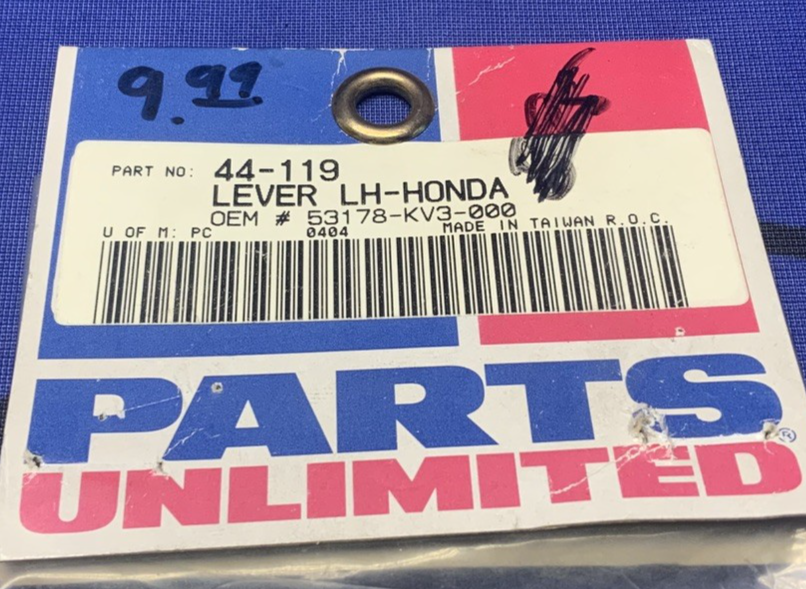 9.99
PART NO: 44-119
LEVER LH-HONDA
OEM # 53178-KV3-000
U OF M: PC 0404 MADE IN TAIWAN R.O.C.
PARTS
UNLIMITED®